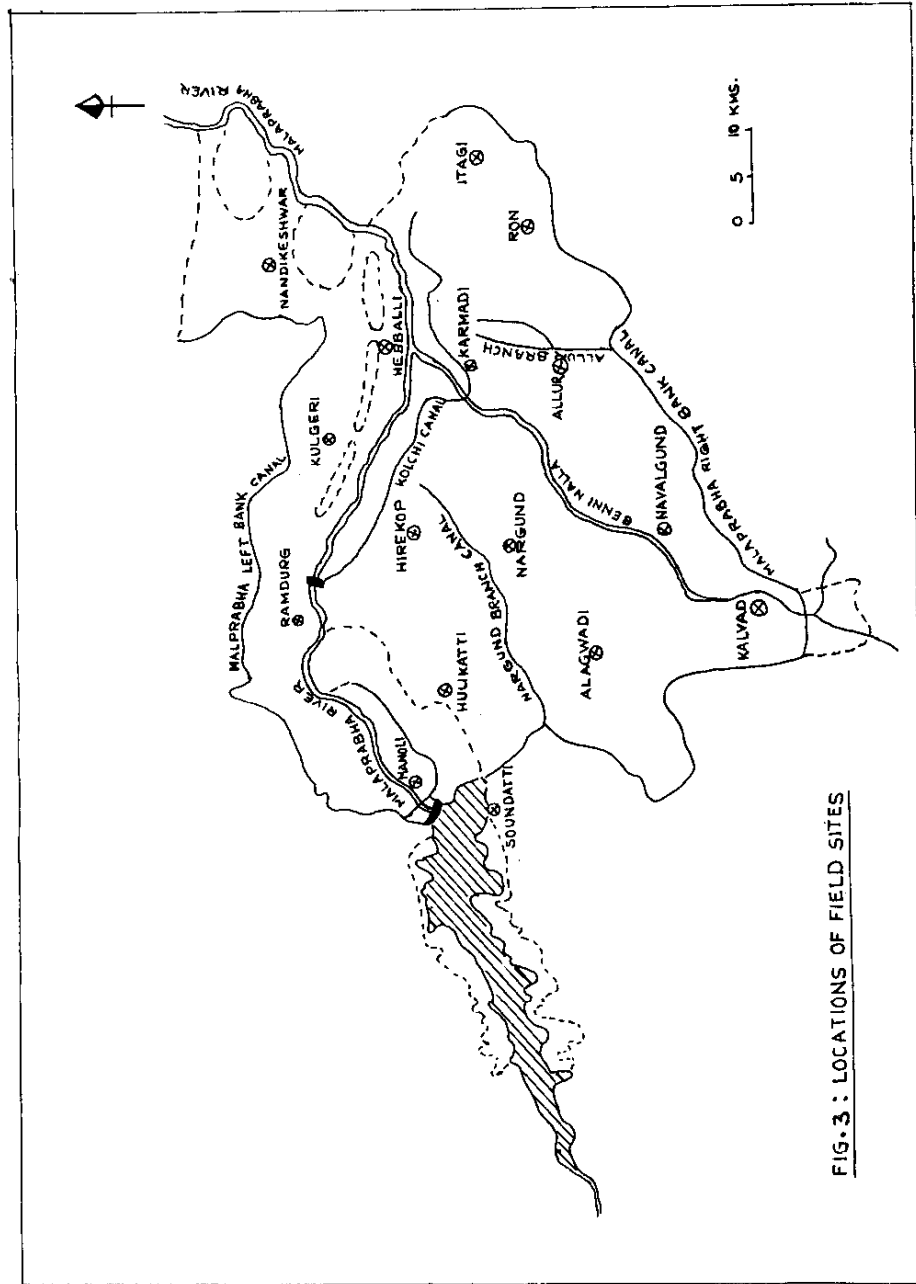 MALAPRABHA RIVER
NANDIKESHWAR
ITAGI
RON
0 5 10 KMS.
HEBBALLI
KARMADI
ALLUR BRANCH
ALLUR
MALPRABHA LEFT BANK CANAL
KULGERI
KOLCHI CANAL
BENNI NALLA
NAVALGUND
MALAPRABHA RIGHT BANK CANAL
RAMDURG
HIREKOP
NARGUND
NARGUND BRANCH CANAL
KALVAD
ALAGWADI
HULIKATTI
MALAPRABHA RIVER
MANOLI
SOUNDATTI
FIG. 3 : LOCATIONS OF FIELD SITES